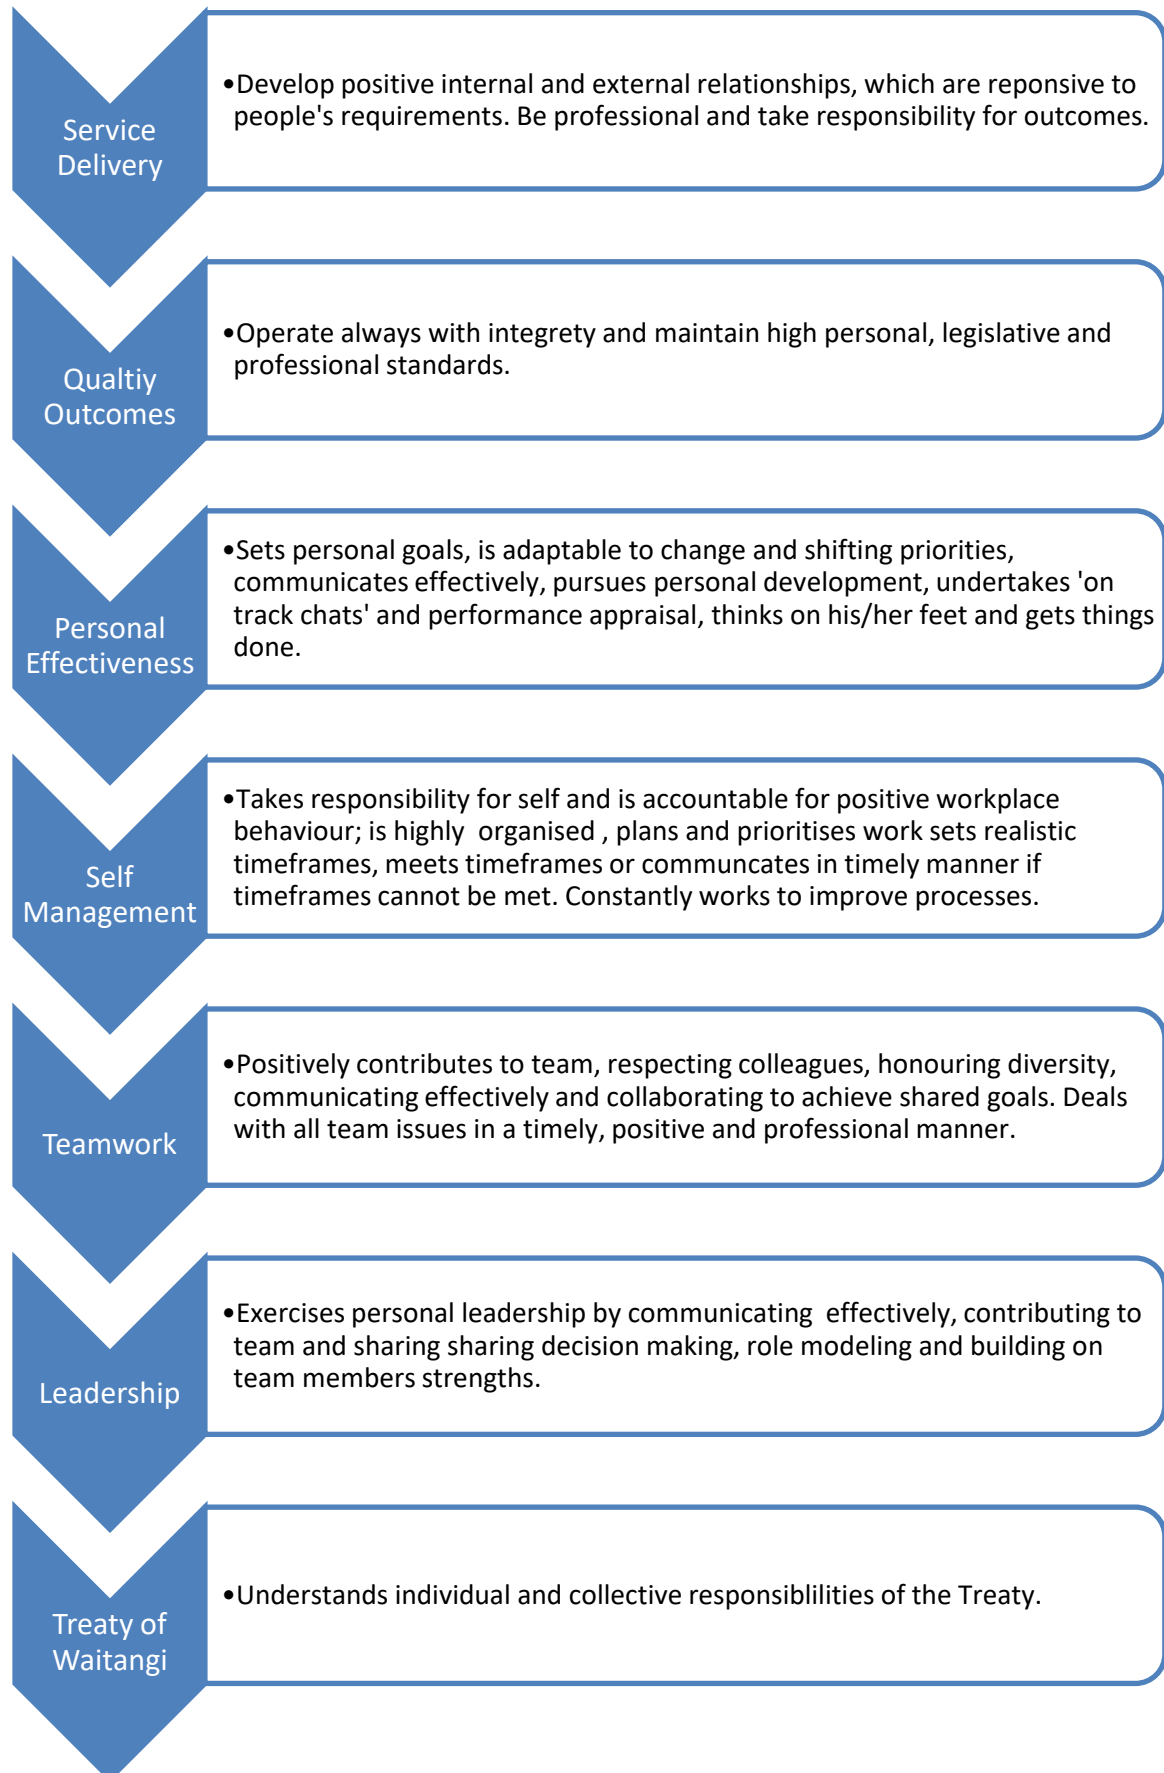 Service
Delivery
•Develop positive internal and external relationships, which are reponsive to
people's requirements. Be professional and take responsibility for outcomes.
Qualtiy
Outcomes
•Operate always with integrety and maintain high personal, legislative and
professional standards.
Personal
Effectiveness
•Sets personal goals, is adaptable to change and shifting priorities,
communicates effectively, pursues personal development, undertakes 'on
track chats' and performance appraisal, thinks on his/her feet and gets things
done.
Self
Management
•Takes responsibility for self and is accountable for positive workplace
behaviour; is highly  organised , plans and prioritises work sets realistic
timeframes, meets timeframes or communcates in timely manner if
timeframes cannot be met. Constantly works to improve processes.
Teamwork
•Positively contributes to team, respecting colleagues, honouring diversity,
communicating effectively and collaborating to achieve shared goals. Deals
with all team issues in a timely, positive and professional manner.
Leadership
•Exercises personal leadership by communicating  effectively, contributing to
team and sharing sharing decision making, role modeling and building on
team members strengths.
Treaty of
Waitangi
•Understands individual and collective responsiblilities of the Treaty.